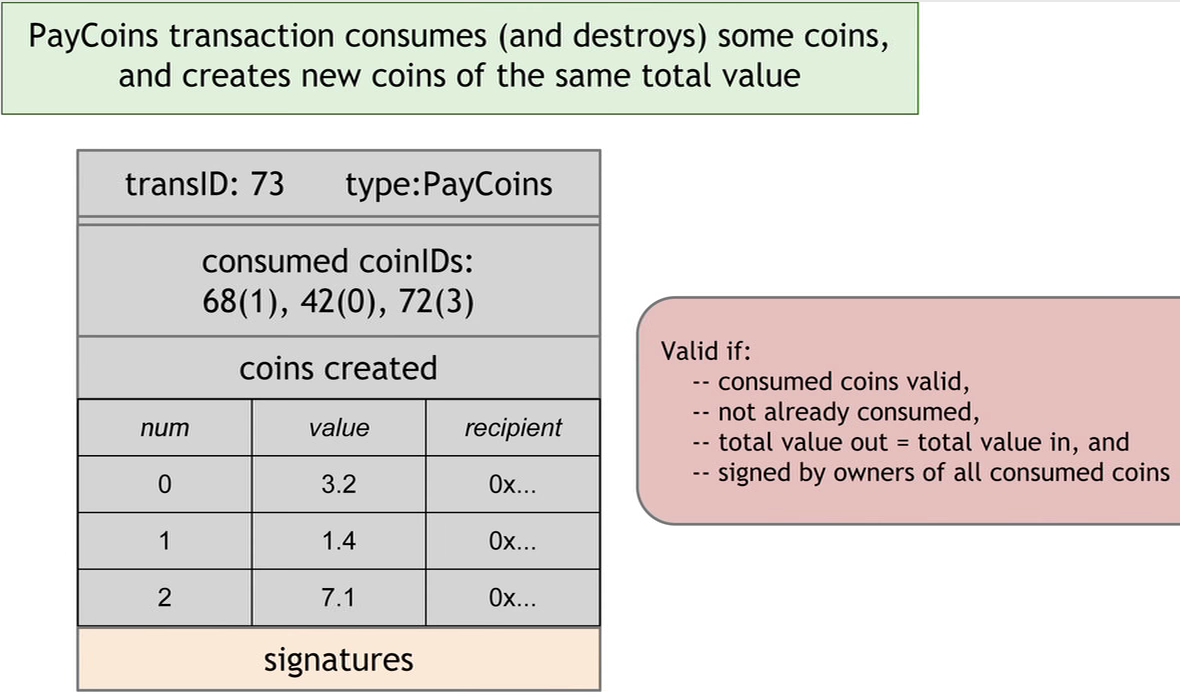 PayCoins transaction consumes (and destroys) some coins,
and creates new coins of the same total value
transID: 73 type:PayCoins
consumed coinIDs:
68(1), 42(0), 72(3)
coins created
num value recipient
0 3.2 0x...
1 1.4 0x...
2 7.1 0x...
signatures
Valid if:
-- consumed coins valid,
-- not already consumed,
-- total value out = total value in, and
-- signed by owners of all consumed coins